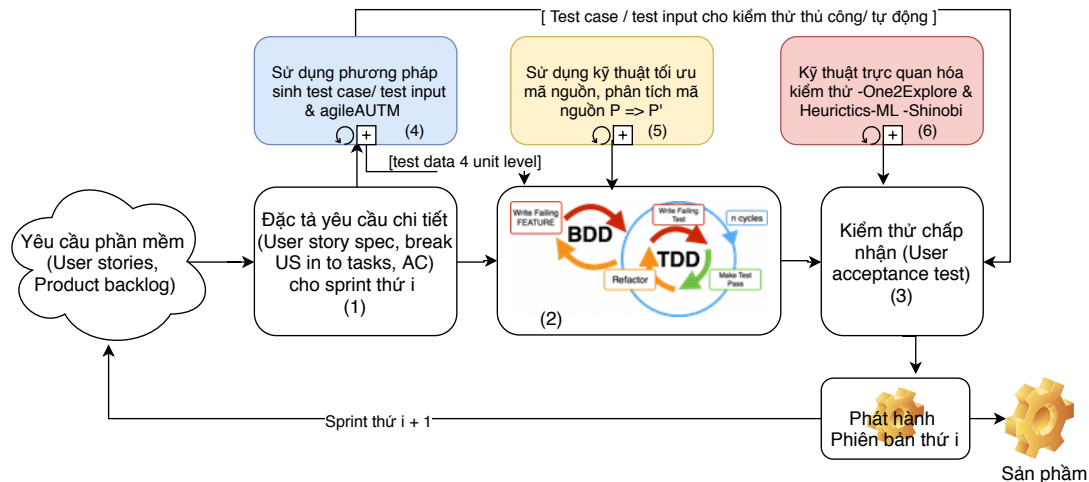 [ Test case / test input cho kiểm thử thủ công/ tự động ]
Sử dụng phương pháp
sinh test case/ test input
& agileAUTM
+
(4)
Sử dụng kỹ thuật tối ưu
mã nguồn, phân tích mã
nguồn P => P'
+
(5)
Kỹ thuật trực quan hóa
kiểm thử -One2Explore &
Heurictics-ML -Shinobi
+
(6)
[test data 4 unit level]
Yêu cầu phần mềm
(User stories,
Product backlog)
Đặc tả yêu cầu chi tiết
(User story spec, break
US in to tasks, AC)
cho sprint thứ i
(1)
Write Failing
FEATURE
BDD
Write Failing
Test
n cycles
TDD
Refactor
Make Test
Pass
(2)
Kiểm thử chấp
nhận (User
acceptance test)
(3)
Sprint thứ i + 1
Phát hành
Phiên bản thứ i
Sản phầm